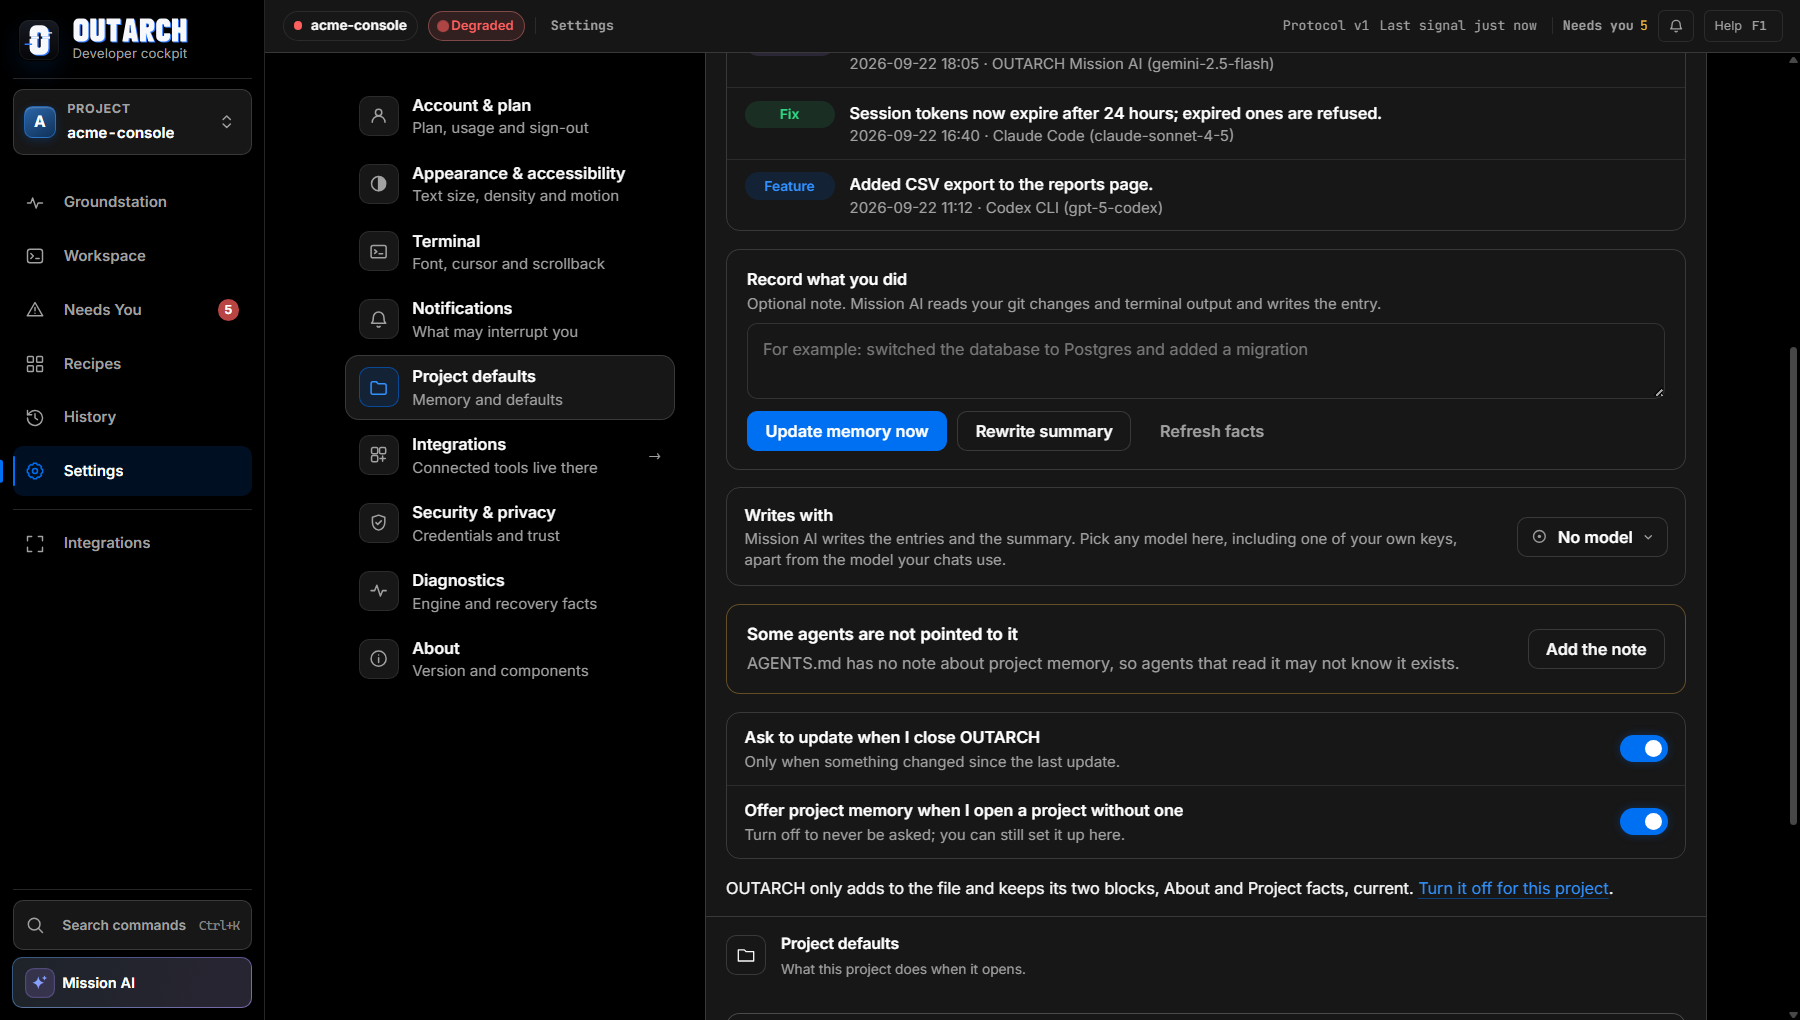 OUTARCH
Developer cockpit
A
PROJECT
acme-console
Groundstation
Workspace
Needs You
5
Recipes
History
Settings
Integrations
Search commands
Ctrl+K
Mission AI
acme-console
Degraded
Settings
Protocol v1
Last signal just now
Needs you 5
Help F1
Account & plan
Plan, usage and sign-out
Appearance & accessibility
Text size, density and motion
Terminal
Font, cursor and scrollback
Notifications
What may interrupt you
Project defaults
Memory and defaults
Integrations
Connected tools live there
→
Security & privacy
Credentials and trust
Diagnostics
Engine and recovery facts
About
Version and components
2026-09-22 18:05 · OUTARCH Mission AI (gemini-2.5-flash)
Fix
Session tokens now expire after 24 hours; expired ones are refused.
2026-09-22 16:40 · Claude Code (claude-sonnet-4-5)
Feature
Added CSV export to the reports page.
2026-09-22 11:12 · Codex CLI (gpt-5-codex)
Record what you did
Optional note. Mission AI reads your git changes and terminal output and writes the entry.
For example: switched the database to Postgres and added a migration
Update memory now
Rewrite summary
Refresh facts
Writes with
Mission AI writes the entries and the summary. Pick any model here, including one of your own keys,
apart from the model your chats use.
No model
Some agents are not pointed to it
AGENTS.md has no note about project memory, so agents that read it may not know it exists.
Add the note
Ask to update when I close OUTARCH
Only when something changed since the last update.
Offer project memory when I open a project without one
Turn off to never be asked; you can still set it up here.
OUTARCH only adds to the file and keeps its two blocks, About and Project facts, current. Turn it off for this project.
Project defaults
What this project does when it opens.